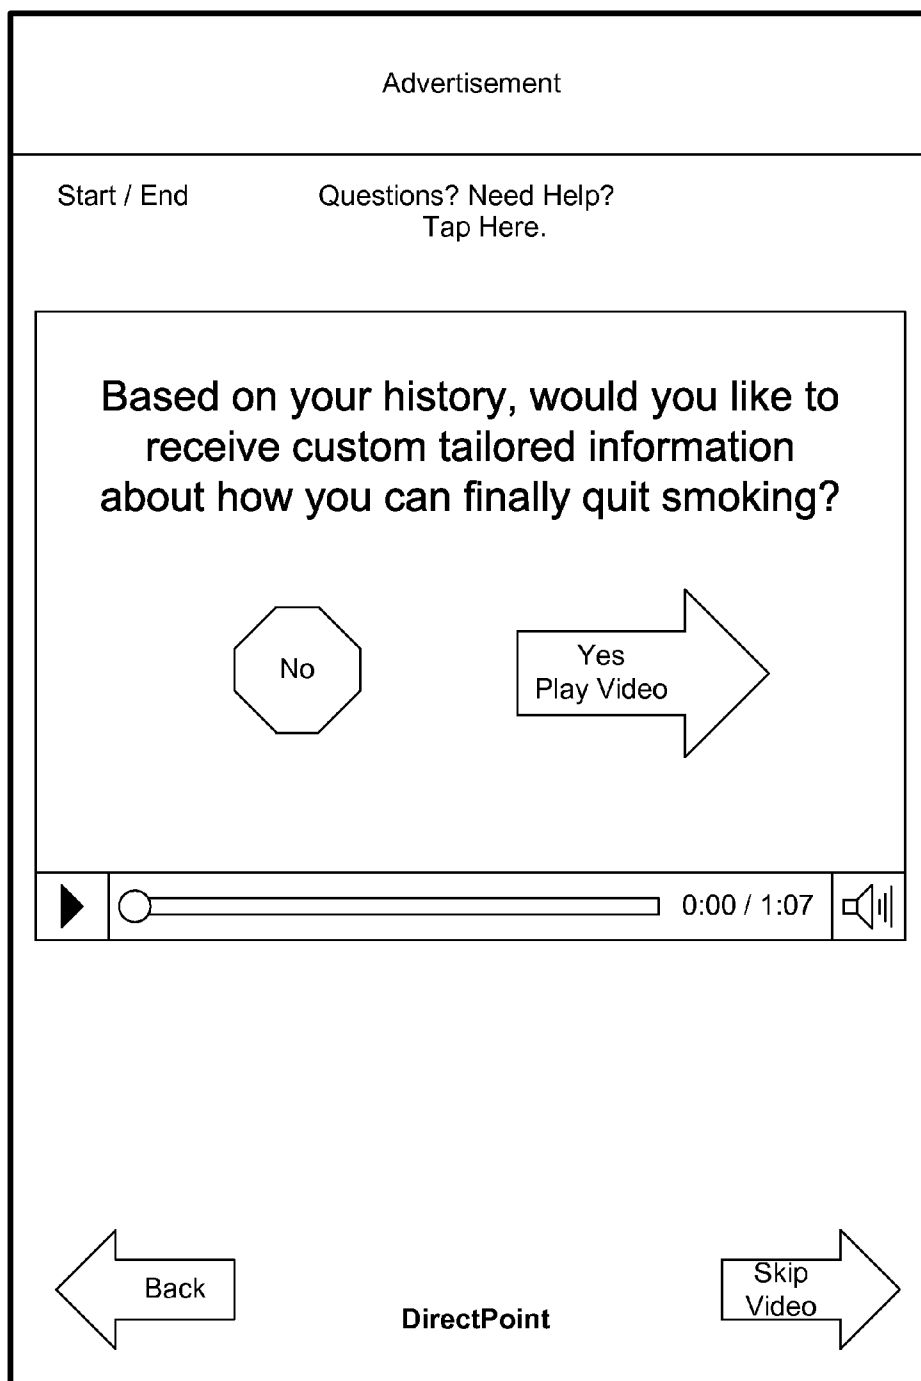 Advertisement
Start / End
Questions? Need Help?
Tap Here.
Based on your history, would you like to
receive custom tailored information
about how you can finally quit smoking?
No
Yes
Play Video
0:00 / 1:07
Back
DirectPoint
Skip
Video